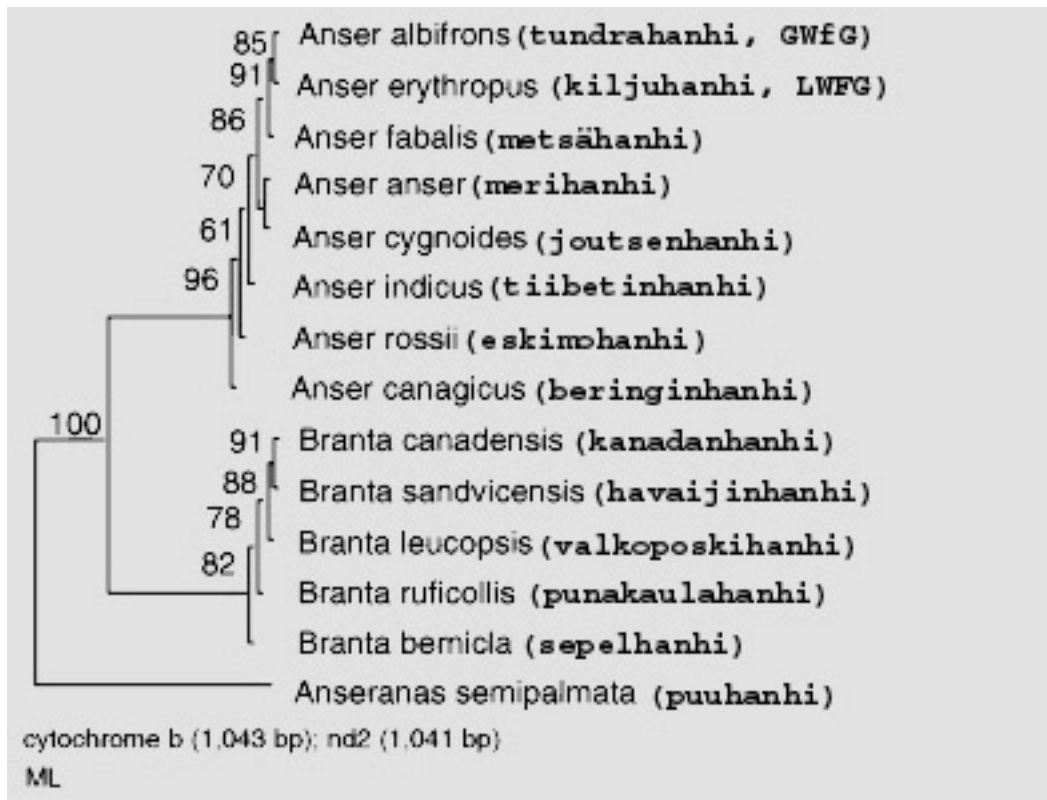 85 Anser albifrons (tundrahanhi, GWfG)
91 Anser erythropus (kiljuhanhi, LWFG)
86 Anser fabalis (metsähanhi)
70 Anser anser (merihanhi)
61 Anser cygnoides (joutsenhanhi)
96 Anser indicus (tiibetinhanhi)
Anser rossii (eskimohanhi)
Anser canagicus (beringinhanhi)
100
91 Branta canadensis (kanadanhanhi)
88 Branta sandvicensis (havaijinhanhi)
78 Branta leucopsis (valkoposkihanhi)
82 Branta ruficollis (punakaulahanhi)
Branta bernicla (sepelhanhi)
Anseranas semipalmata (puuhanhi)
cytochrome b (1,043 bp); nd2 (1,041 bp)
ML